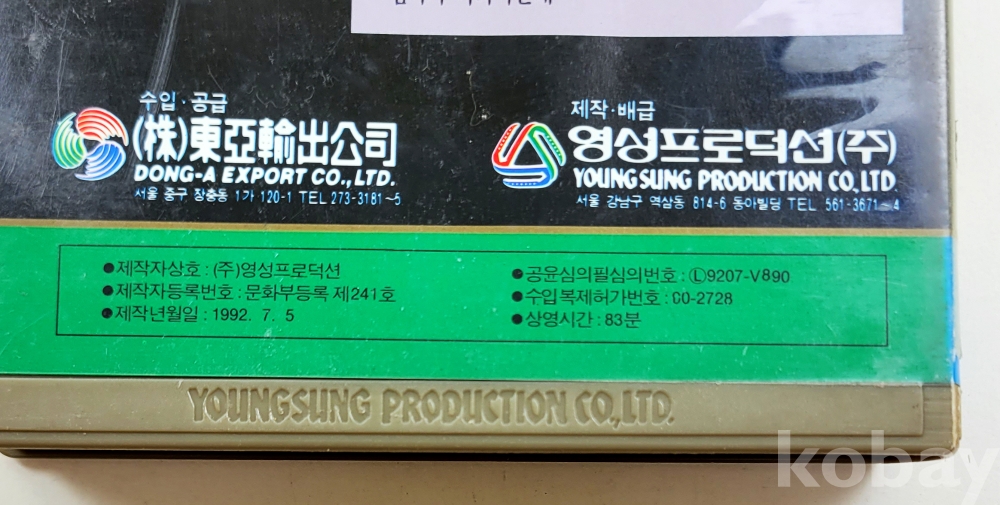 수입·공급
(株)東亞輸出公司
DONG-A EXPORT CO., LTD.
서울 중구 장충동 1가 120-1 TEL 273-3181~5
제작·배급
영성프로덕션(주)
YOUNG SUNG PRODUCTION CO., LTD.
서울 강남구 역삼동 814-6 동아빌딩 TEL 561-3671~4
●제작자상호 : (주)영성프로덕션
●제작자등록번호 : 문화부등록 제241호
●제작년월일 : 1992. 7. 5
●공윤심의필심의번호 : Ⓛ9207-V890
●수입복제허가번호 : 90-2728
●상영시간 : 83분
YOUNGSUNG PRODUCTION CO., LTD.
kobay